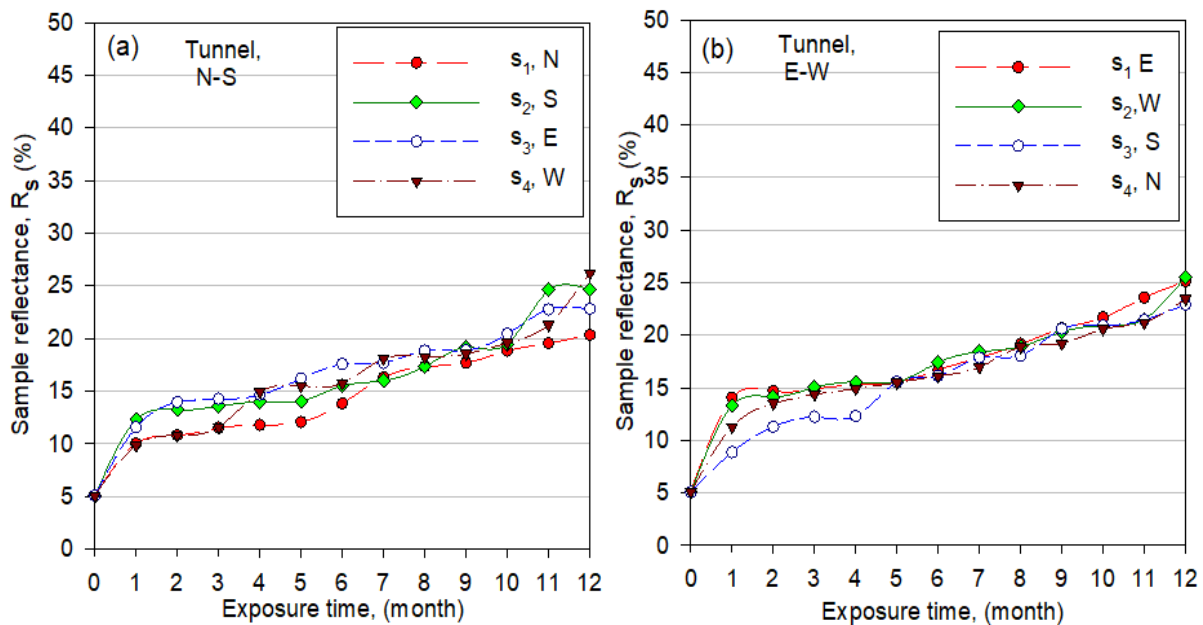 (a)
Tunnel,
N-S
s1, N
s2, S
s3, E
s4, W
Sample reflectance, Rs (%)
50
45
40
35
30
25
20
15
10
5
0
0 1 2 3 4 5 6 7 8 9 10 11 12
Exposure time, (month)
(b)
Tunnel,
E-W
s1 E
s2, W
s3, S
s4, N
Sample reflectance, Rs (%)
50
45
40
35
30
25
20
15
10
5
0
0 1 2 3 4 5 6 7 8 9 10 11 12
Exposure time, (month)